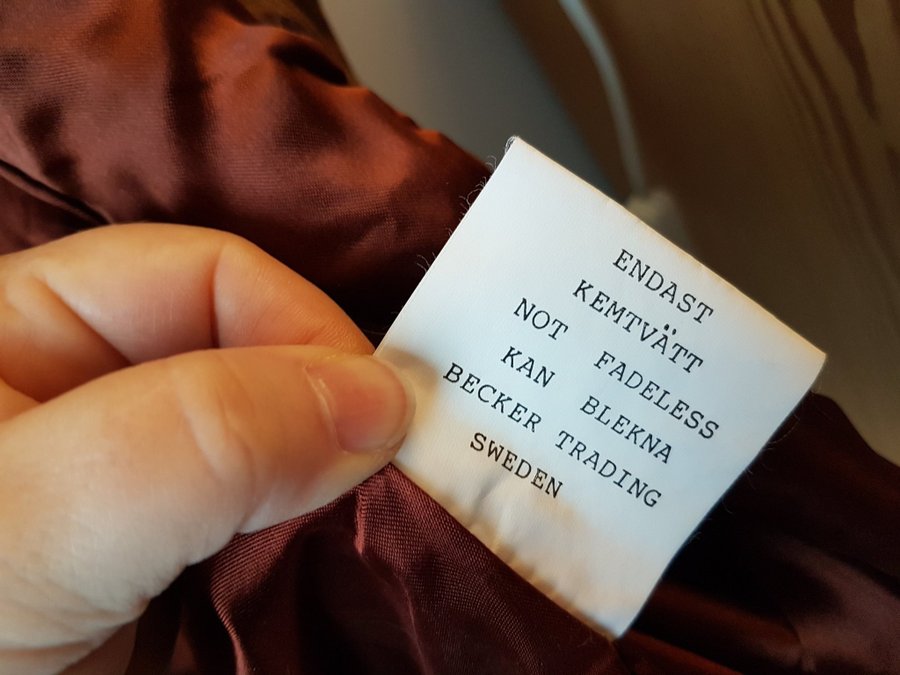 ENDAST
KEMTVÄTT
NOT FADELESS
KAN BLEKNA
BECKER TRADING
SWEDEN